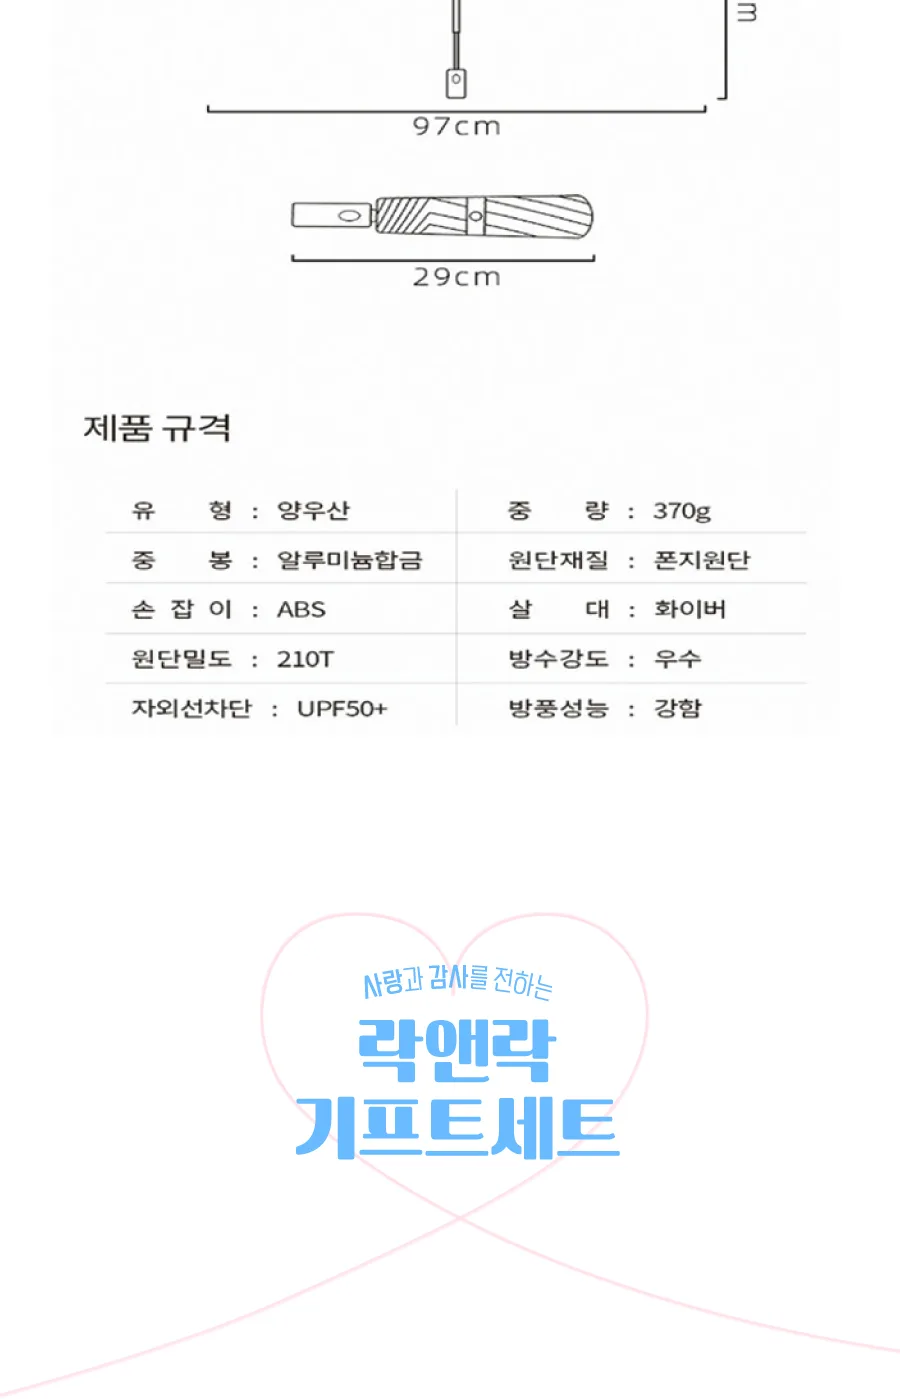 97cm
29cm
제품 규격
유 형 : 양우산 중 량 : 370g
중 봉 : 알루미늄합금 원단재질 : 폰지원단
손 잡 이 : ABS 살 대 : 화이버
원단밀도 : 210T 방수강도 : 우수
자외선차단 : UPF50+ 방풍성능 : 강함
사랑과 감사를 전하는
락앤락
기프트세트